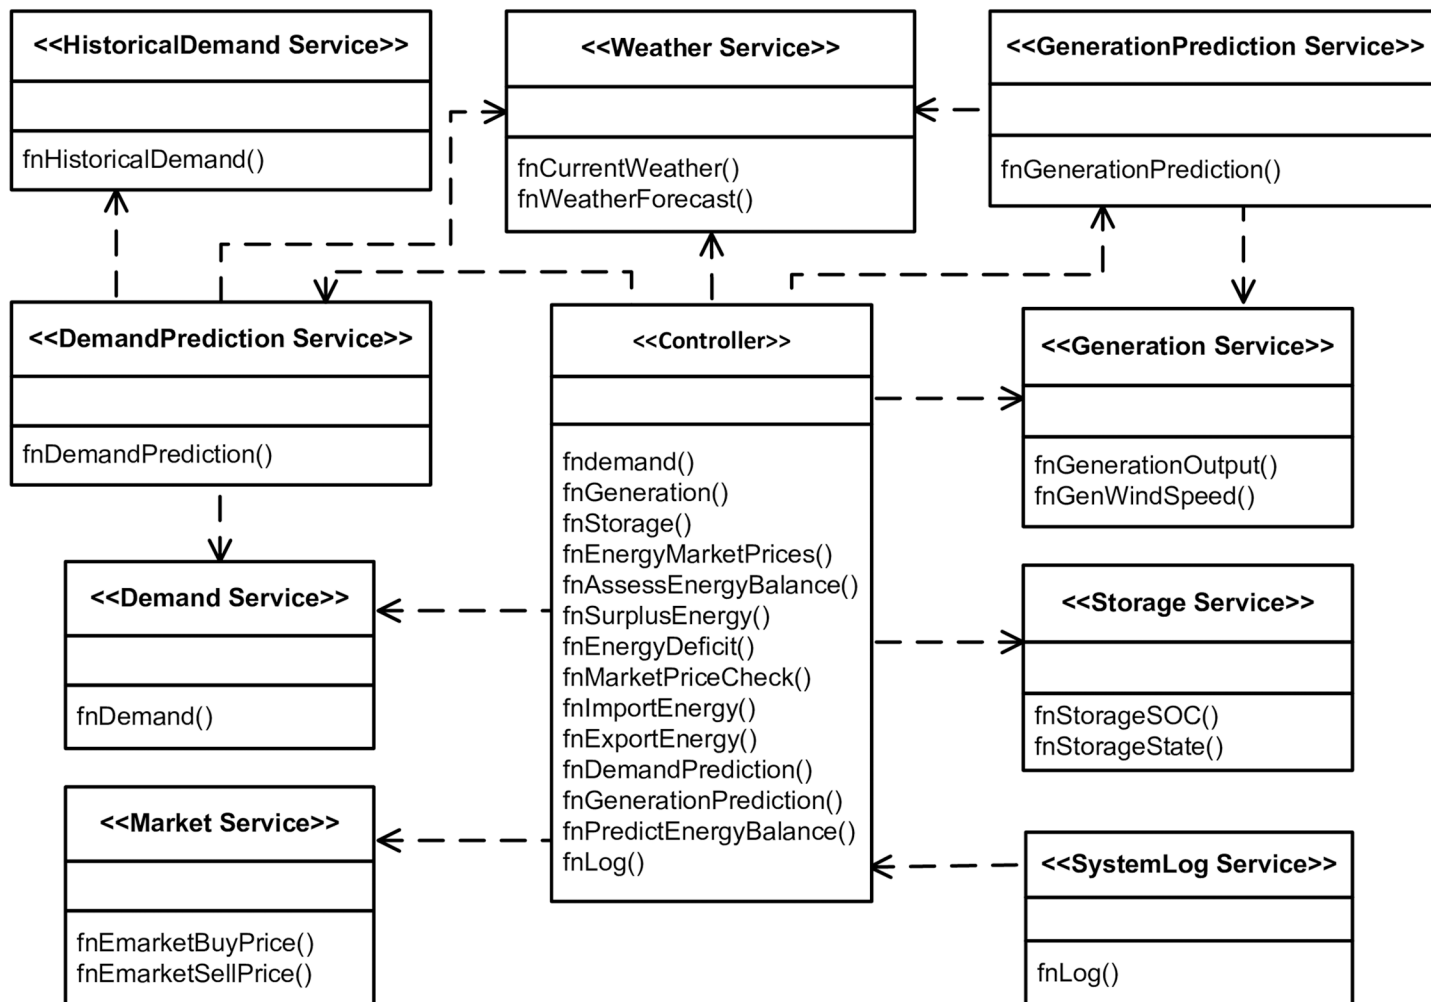 <<HistoricalDemand Service>>
fnHistoricalDemand()
<<Weather Service>>
fnCurrentWeather()
fnWeatherForecast()
<<GenerationPrediction Service>>
fnGenerationPrediction()
<<DemandPrediction Service>>
fnDemandPrediction()
<<Controller>>
fndemand()
fnGeneration()
fnStorage()
fnEnergyMarketPrices()
fnAssessEnergyBalance()
fnSurplusEnergy()
fnEnergyDeficit()
fnMarketPriceCheck()
fnImportEnergy()
fnExportEnergy()
fnDemandPrediction()
fnGenerationPrediction()
fnPredictEnergyBalance()
fnLog()
<<Generation Service>>
fnGenerationOutput()
fnGenWindSpeed()
<<Demand Service>>
fnDemand()
<<Storage Service>>
fnStorageSOC()
fnStorageState()
<<Market Service>>
fnEmarketBuyPrice()
fnEmarketSellPrice()
<<SystemLog Service>>
fnLog()